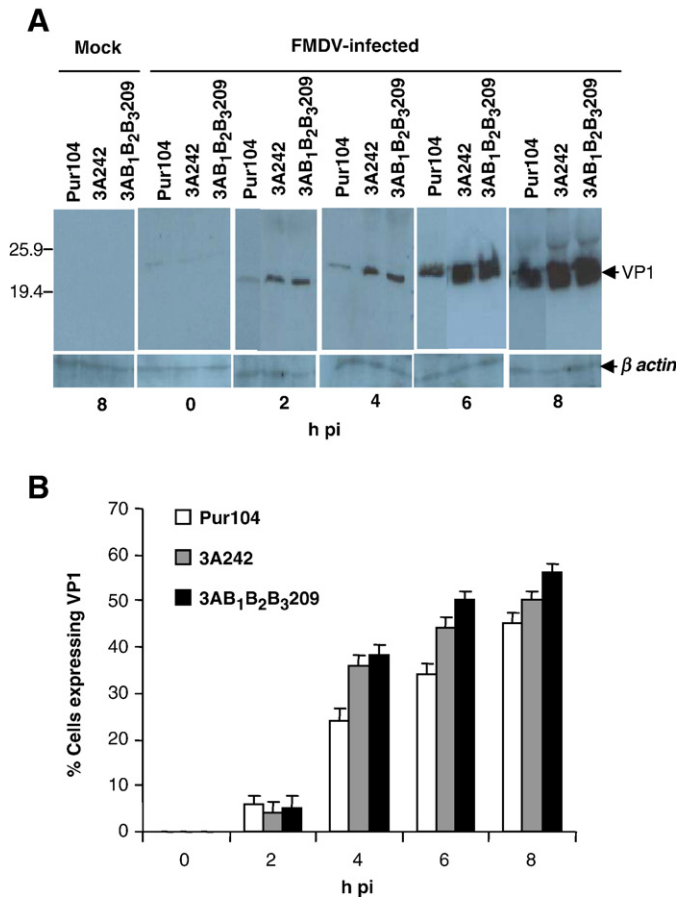 A
Mock FMDV-infected
Pur104 3A242 3AB₁B₂B₃209 Pur104 3A242 3AB₁B₂B₃209 Pur104 3A242 3AB₁B₂B₃209 Pur104 3A242 3AB₁B₂B₃209 Pur104 3A242 3AB₁B₂B₃209 Pur104 3A242 3AB₁B₂B₃209
25.9
19.4
VP1
β actin
8 0 2 4 6 8
h pi
B
70
60
50
40
30
20
10
0
% Cells expressing VP1
Pur104
3A242
3AB₁B₂B₃209
0 2 4 6 8
h pi